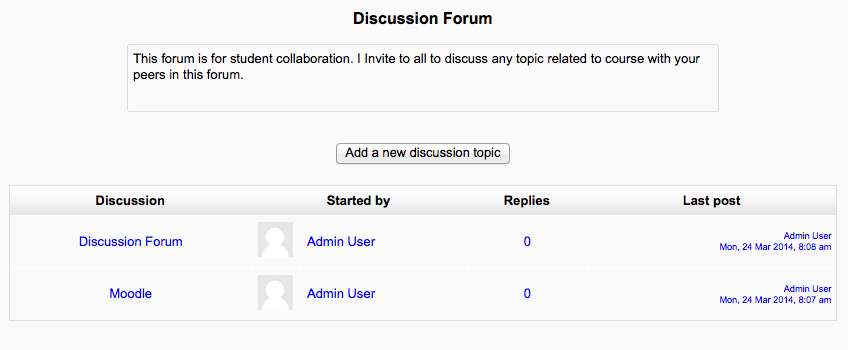 Discussion Forum
This forum is for student collaboration. I Invite to all to discuss any topic related to course with your
peers in this forum.
Add a new discussion topic
Discussion Started by Replies Last post
Discussion Forum Admin User 0 Admin User
Mon, 24 Mar 2014, 8:08 am
Moodle Admin User 0 Admin User
Mon, 24 Mar 2014, 8:07 am